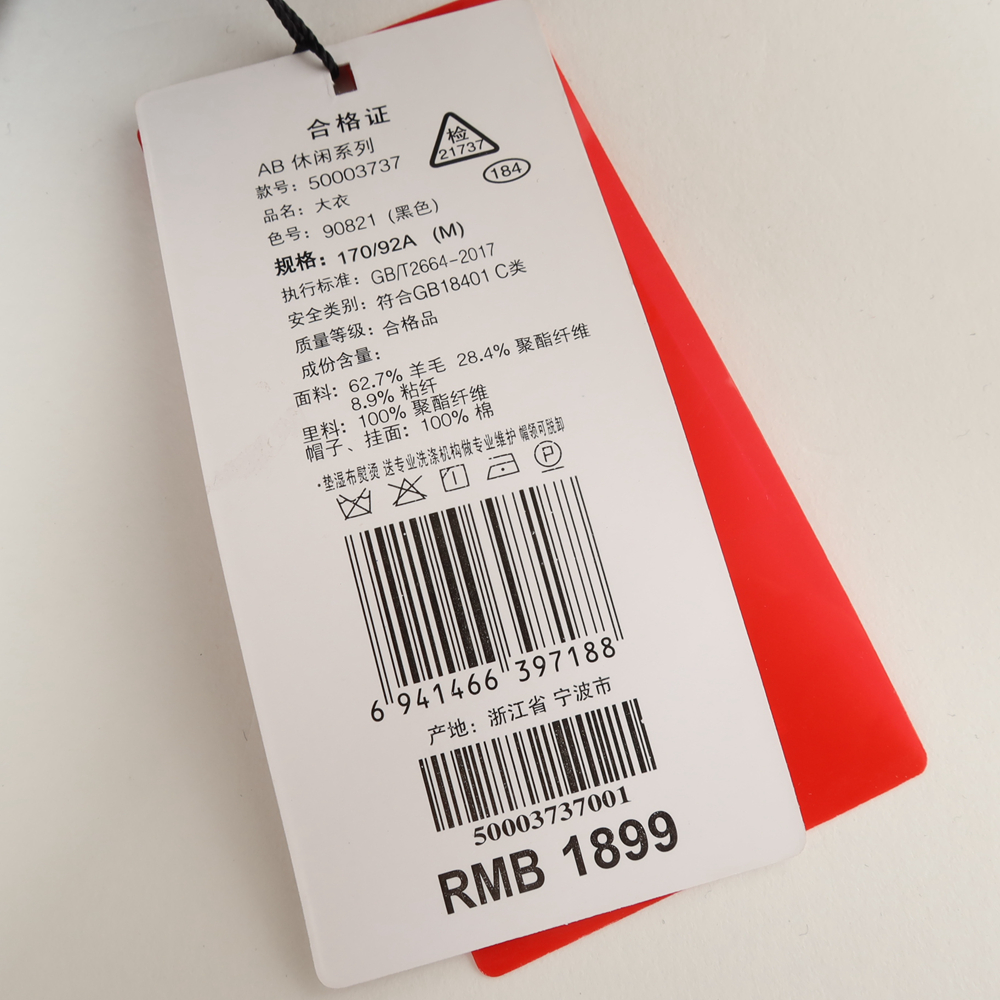 合格证
检
21737
AB 休闲系列
184
款号：50003737
品名：大衣
色号：90821 (黑色)
规格：170/92A (M)
执行标准：GB/T2664-2017
安全类别：符合GB18401 C类
质量等级：合格品
成份含量：
面料：62.7% 羊毛 28.4% 聚酯纤维
8.9% 粘纤
里料：100% 聚酯纤维
帽子、挂面：100% 棉
·垫湿布熨烫 送专业洗涤机构做专业维护 帽领可脱卸
P
6 941466 397188
产地：浙江省 宁波市
50003737001
RMB 1899